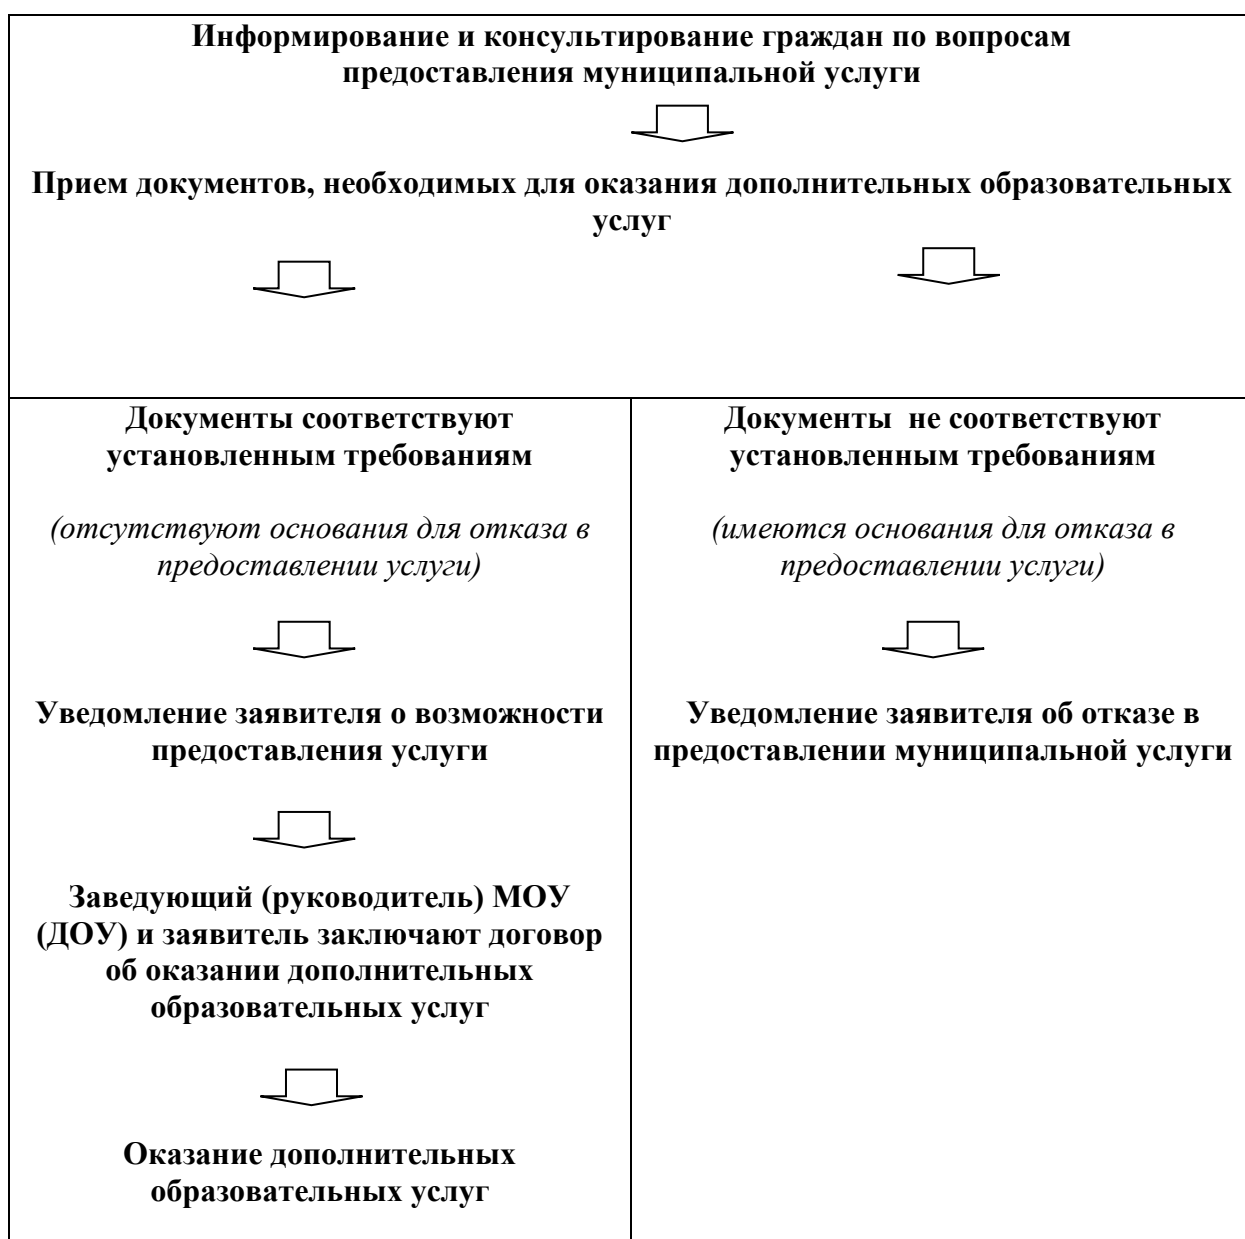 Информирование и консультирование граждан по вопросам
предоставления муниципальной услуги
Прием документов, необходимых для оказания дополнительных образовательных
услуг
Документы соответствуют
установленным требованиям
(отсутствуют основания для отказа в
предоставлении услуги)
Уведомление заявителя о возможности
предоставления услуги
Заведующий (руководитель) МОУ
(ДОУ) и заявитель заключают договор
об оказании дополнительных
образовательных услуг
Оказание дополнительных
образовательных услуг
Документы  не соответствуют
установленным требованиям
(имеются основания для отказа в
предоставлении услуги)
Уведомление заявителя об отказе в
предоставлении муниципальной услуги